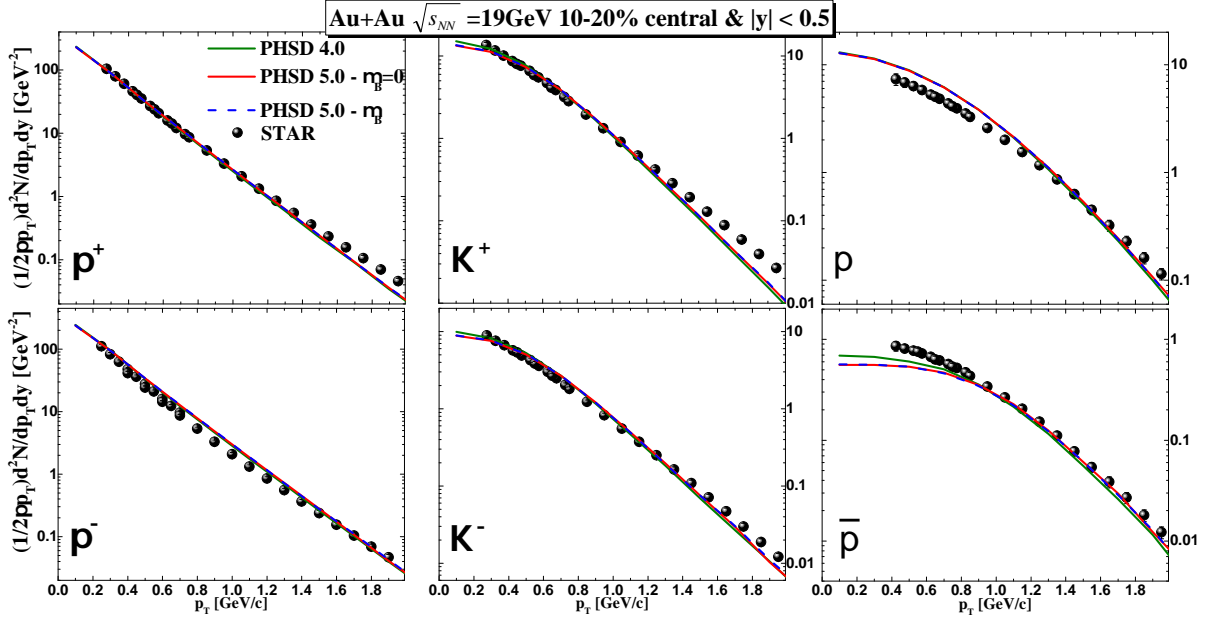 Au+Au √s_NN =19GeV 10-20% central & |y| < 0.5
PHSD 4.0
PHSD 5.0 - m_B=0
PHSD 5.0 - m_B
STAR
(1/2pp_T)d²N/dp_T dy [GeV⁻²]
100
10
1
0.1
p⁺
10
1
0.1
0.01
K⁺
10
1
0.1
p
(1/2pp_T)d²N/dp_T dy [GeV⁻²]
100
10
1
0.1
p⁻
10
1
0.1
0.01
K⁻
1
0.1
0.01
p̅
0.0 0.2 0.4 0.6 0.8 1.0 1.2 1.4 1.6 1.8
p_T [GeV/c]
0.0 0.2 0.4 0.6 0.8 1.0 1.2 1.4 1.6 1.8
p_T [GeV/c]
0.0 0.2 0.4 0.6 0.8 1.0 1.2 1.4 1.6 1.8
p_T [GeV/c]